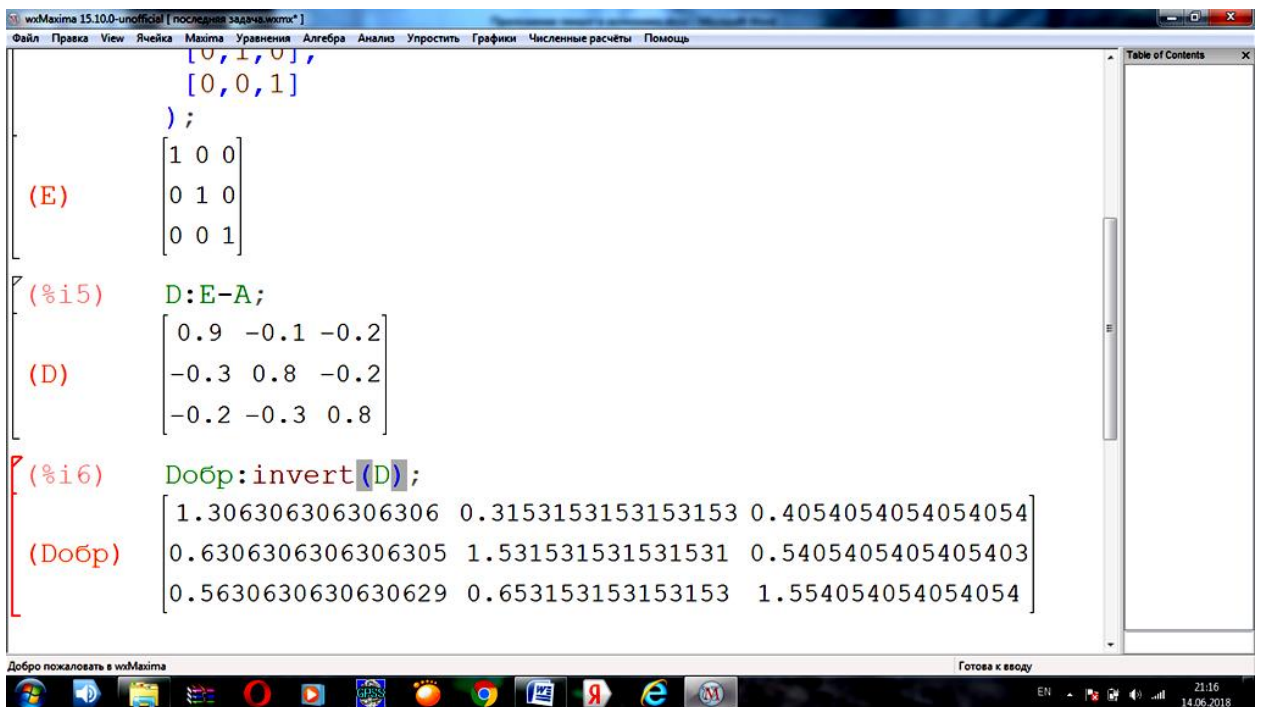 wxMaxima 15.10.0-unofficial [ последняя задача.wxmx* ]
Файл Правка View Ячейка Maxima Уравнения Алгебра Анализ Упростить Графики Численные расчёты Помощь
Table of Contents
[0,1,0],
[0,0,1]
);
(E)
1 0 0
0 1 0
0 0 1
(%i5) D:E-A;
(D)
0.9 -0.1 -0.2
-0.3 0.8 -0.2
-0.2 -0.3 0.8
(%i6) Dобр:invert(D);
(Dобр)
1.306306306306306 0.3153153153153153 0.4054054054054054
0.6306306306306305 1.531531531531531 0.5405405405405403
0.5630630630630629 0.653153153153153 1.554054054054054
Добро пожаловать в wxMaxima
Готова к вводу
GPSS
W
Я
e
M
EN
21:16
14.06.2018